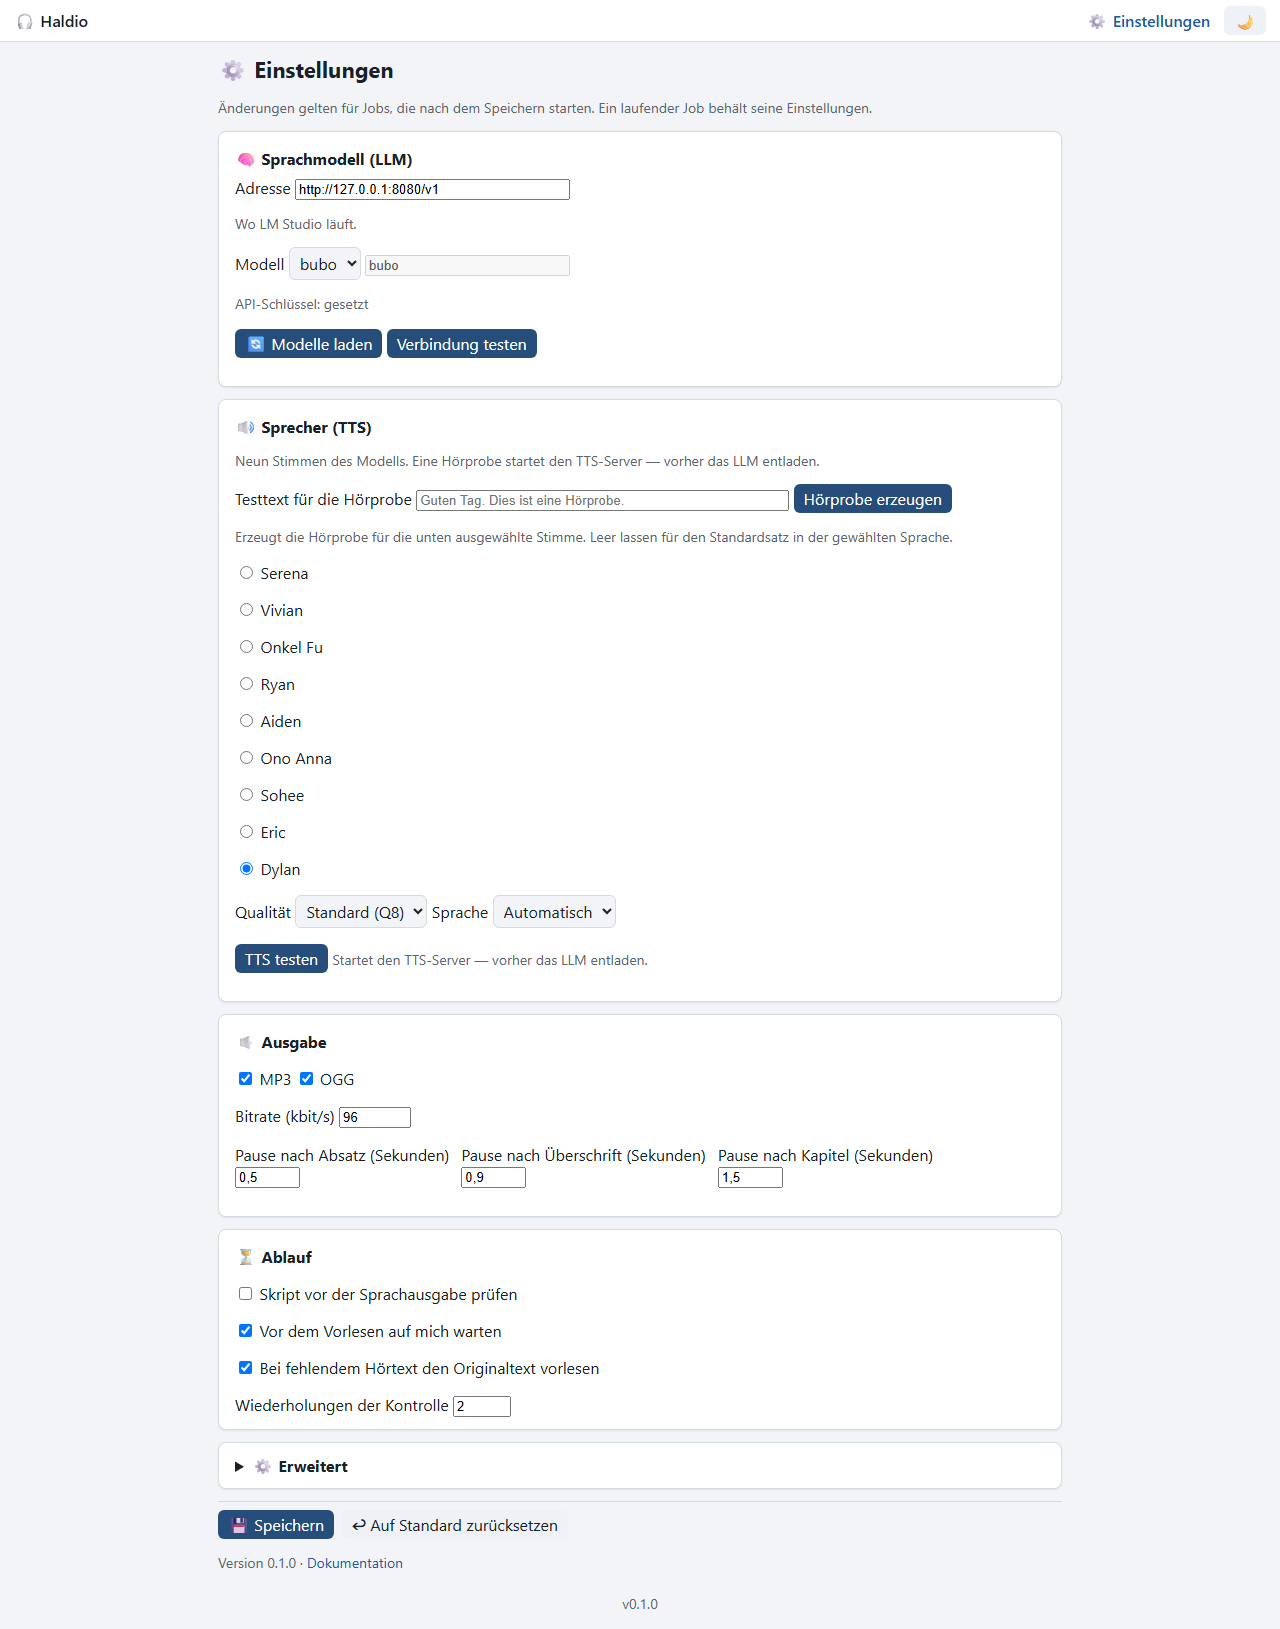 Haldio
Einstellungen
Einstellungen
Änderungen gelten für Jobs, die nach dem Speichern starten. Ein laufender Job behält seine Einstellungen.
Sprachmodell (LLM)
Adresse http://127.0.0.1:8080/v1
Wo LM Studio läuft.
Modell bubo bubo
API-Schlüssel: gesetzt
Modelle laden Verbindung testen
Sprecher (TTS)
Neun Stimmen des Modells. Eine Hörprobe startet den TTS-Server — vorher das LLM entladen.
Testtext für die Hörprobe Guten Tag. Dies ist eine Hörprobe. Hörprobe erzeugen
Erzeugt die Hörprobe für die unten ausgewählte Stimme. Leer lassen für den Standardsatz in der gewählten Sprache.
Serena
Vivian
Onkel Fu
Ryan
Aiden
Ono Anna
Sohee
Eric
Dylan
Qualität Standard (Q8) Sprache Automatisch
TTS testen Startet den TTS-Server — vorher das LLM entladen.
Ausgabe
MP3 OGG
Bitrate (kbit/s) 96
Pause nach Absatz (Sekunden) Pause nach Überschrift (Sekunden) Pause nach Kapitel (Sekunden)
0,5 0,9 1,5
Ablauf
Skript vor der Sprachausgabe prüfen
Vor dem Vorlesen auf mich warten
Bei fehlendem Hörtext den Originaltext vorlesen
Wiederholungen der Kontrolle 2
Erweitert
Speichern Auf Standard zurücksetzen
Version 0.1.0 · Dokumentation
v0.1.0